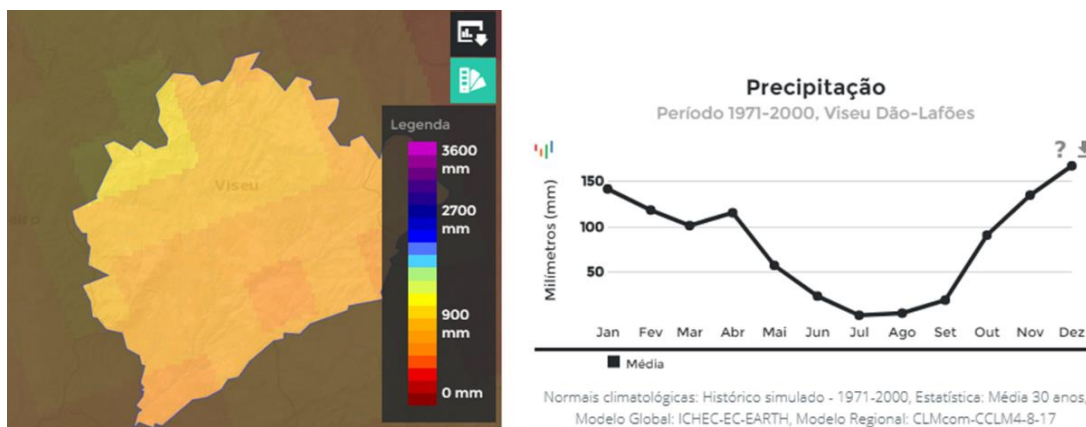 Viseu
eiro
Legenda
3600
mm
2700
mm
900
mm
0 mm
Precipitação
Período 1971-2000, Viseu Dão-Lafões
?
Milímetros (mm)
150
100
50
Jan Fev Mar Abr Mai Jun Jul Ago Set Out Nov Dez
Média
Normais climatológicas: Histórico simulado - 1971-2000, Estatística: Média 30 anos,
Modelo Global: ICHEC-EC-EARTH, Modelo Regional: CLMcom-CCLM4-8-17